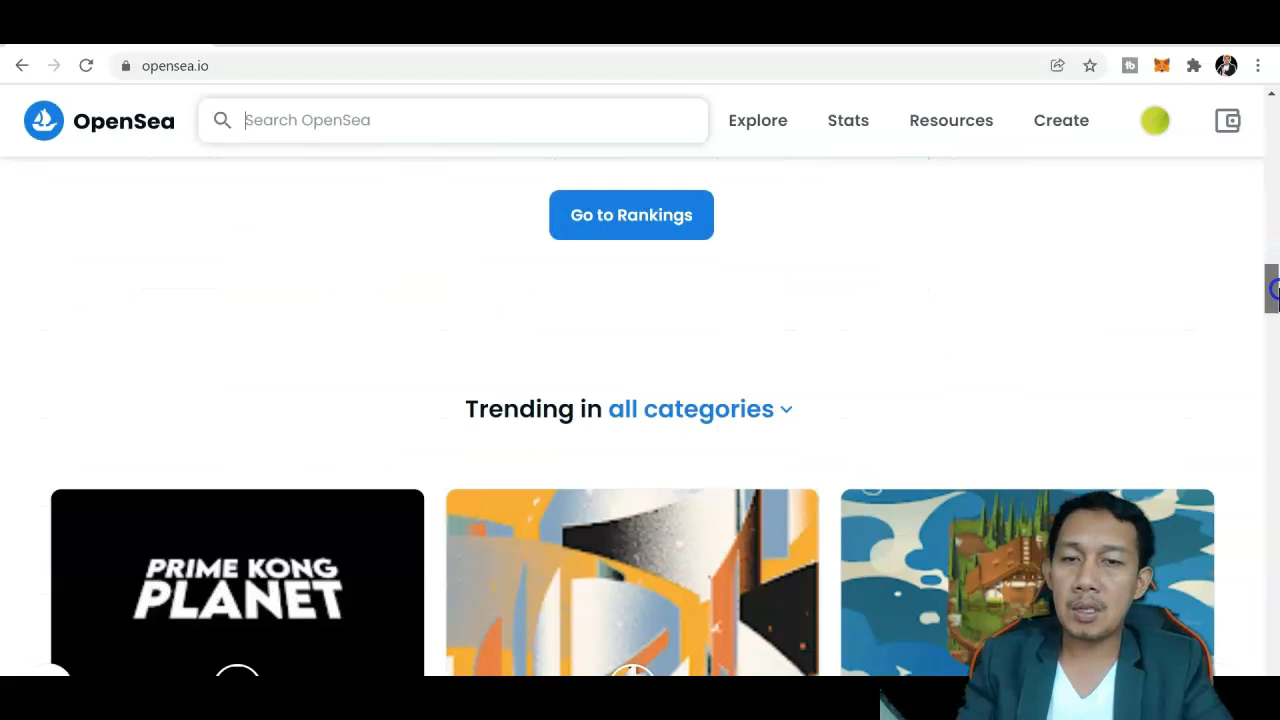 opensea.io
OpenSea
Search OpenSea
Explore
Stats
Resources
Create
Go to Rankings
Trending in all categories
PRIME KONG
PLANET